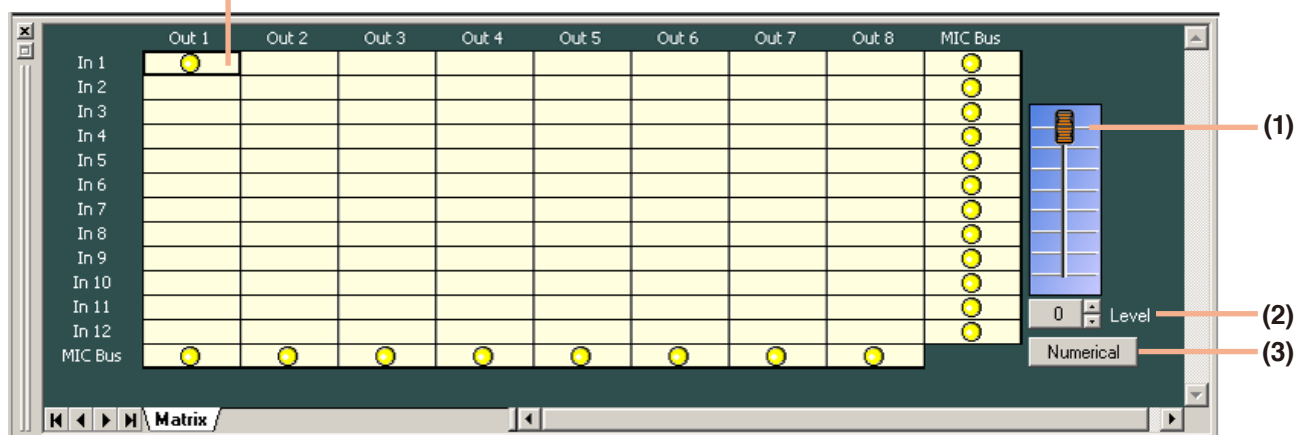 Out 1 Out 2 Out 3 Out 4 Out 5 Out 6 Out 7 Out 8 MIC Bus
In 1
In 2
In 3
In 4 (1)
In 5
In 6
In 7
In 8
In 9
In 10
In 11 0 Level (2)
In 12
MIC Bus Numerical (3)
Matrix